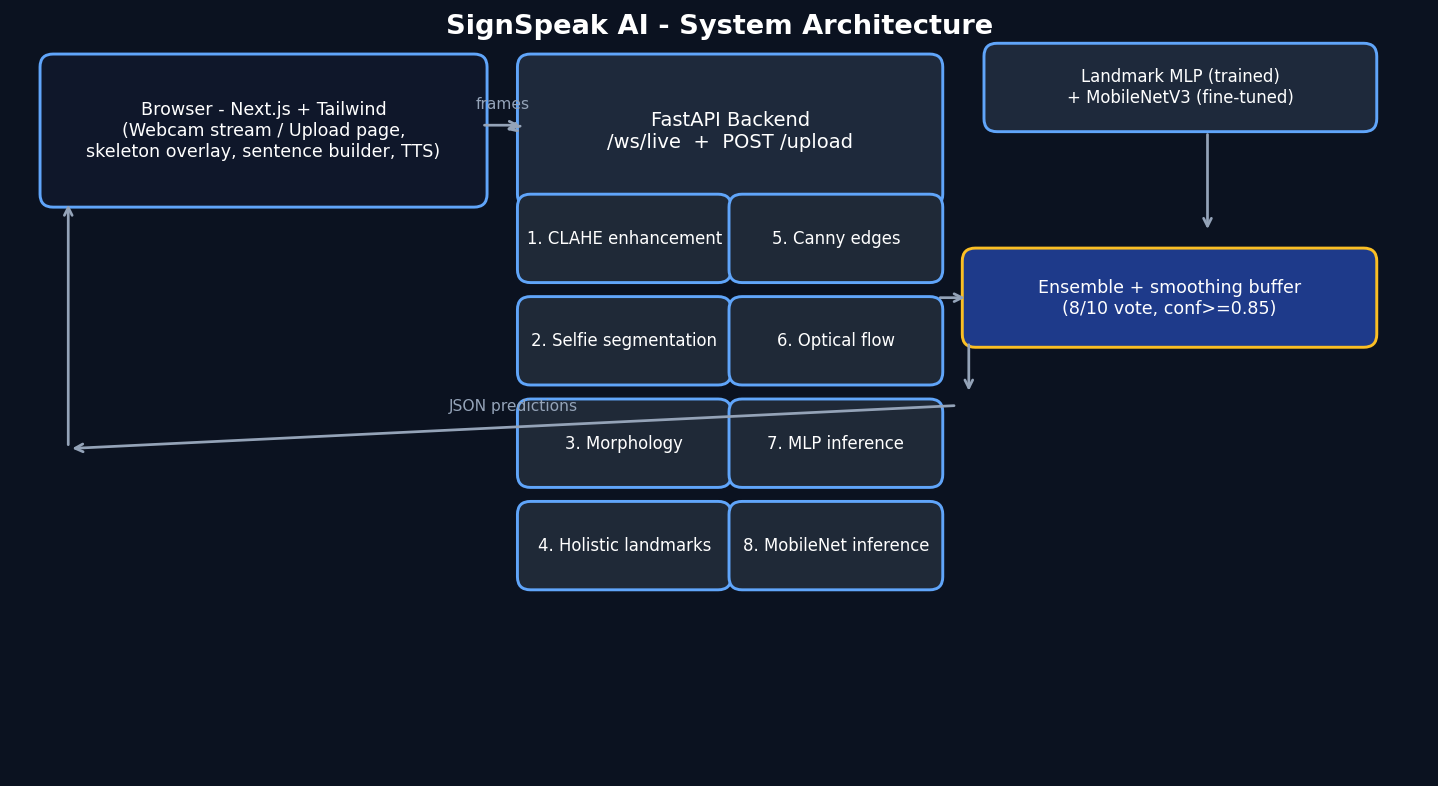 SignSpeak AI - System Architecture
Browser - Next.js + Tailwind
(Webcam stream / Upload page,
skeleton overlay, sentence builder, TTS)
frames
FastAPI Backend
/ws/live + POST /upload
Landmark MLP (trained)
+ MobileNetV3 (fine-tuned)
1. CLAHE enhancement
5. Canny edges
2. Selfie segmentation
6. Optical flow
Ensemble + smoothing buffer
(8/10 vote, conf>=0.85)
JSON predictions
3. Morphology
7. MLP inference
4. Holistic landmarks
8. MobileNet inference